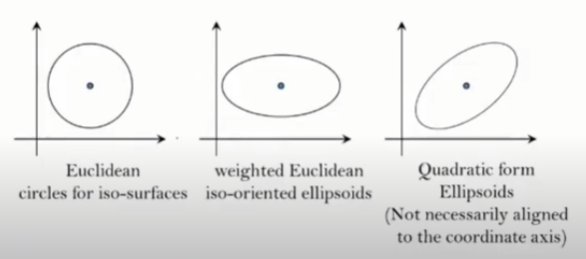 Euclidean
circles for iso-surfaces
weighted Euclidean
iso-oriented ellipsoids
Quadratic form
Ellipsoids
(Not necessarily aligned
to the coordinate axis)